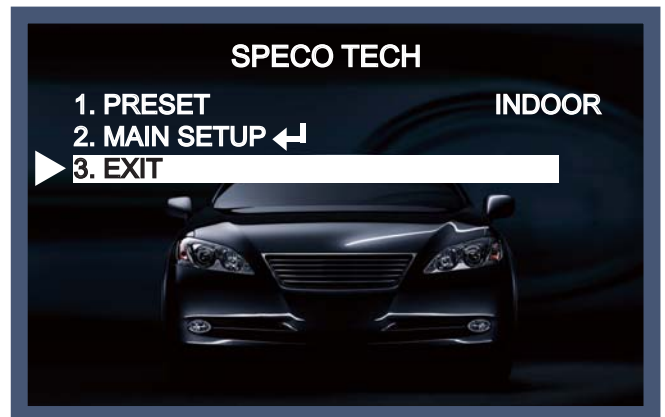 SPECO TECH
1. PRESET INDOOR
2. MAIN SETUP ↵
3. EXIT